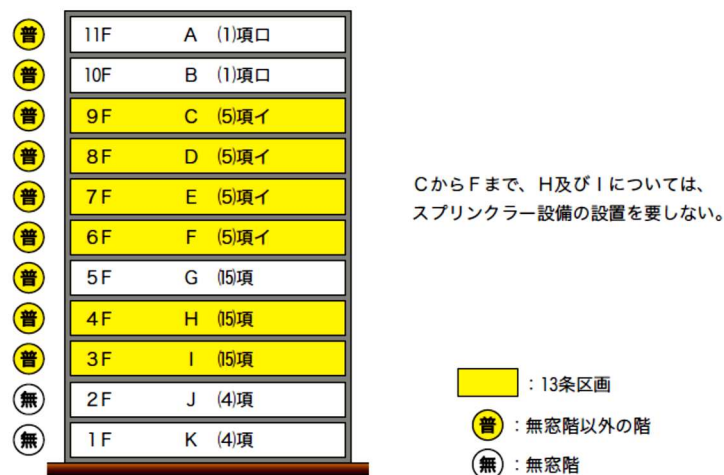 普 11F A (1)項ロ
普 10F B (1)項ロ
普 9F C (5)項イ
普 8F D (5)項イ
普 7F E (5)項イ
普 6F F (5)項イ
普 5F G (15)項
普 4F H (15)項
普 3F I (15)項
無 2F J (4)項
無 1F K (4)項
CからFまで、H及びIについては、
スプリンクラー設備の設置を要しない。
:13条区画
普:無窓階以外の階
無:無窓階